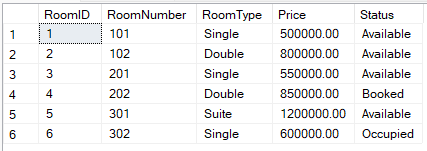 RoomID RoomNumber RoomType Price Status
1 1 101 Single 500000.00 Available
2 2 102 Double 800000.00 Available
3 3 201 Single 550000.00 Available
4 4 202 Double 850000.00 Booked
5 5 301 Suite 1200000.00 Available
6 6 302 Single 600000.00 Occupied